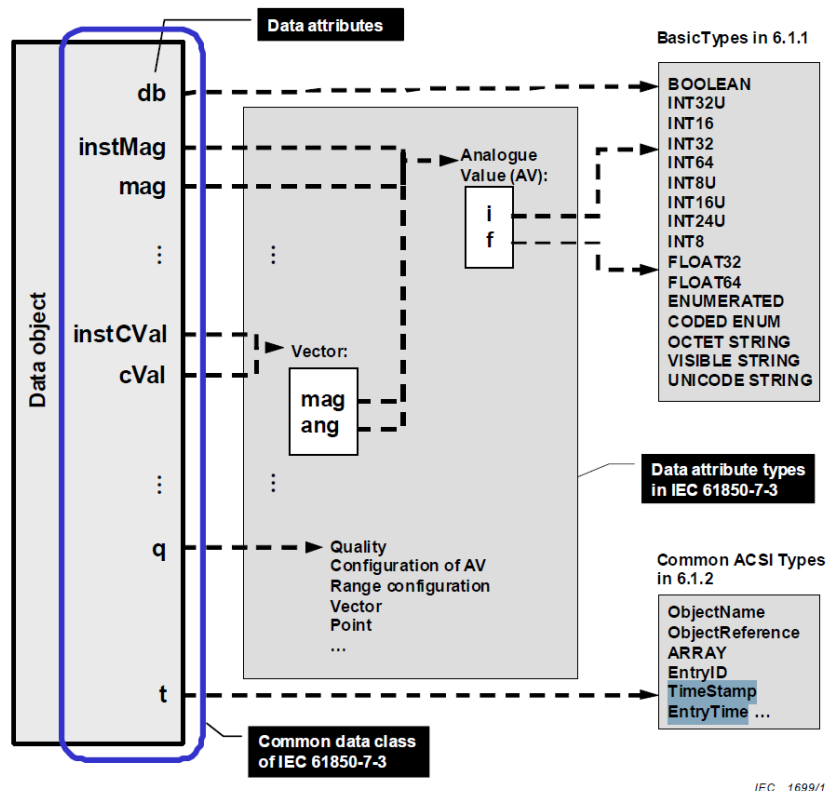 Data attributes
BasicTypes in 6.1.1
db
instMag
mag
⋮
instCVal
cVal
⋮
q
t
Data object
Analogue
Value (AV):
i
f
⋮
Vector:
mag
ang
⋮
Quality
Configuration of AV
Range configuration
Vector
Point
...
BOOLEAN
INT32U
INT16
INT32
INT64
INT8U
INT16U
INT24U
INT8
FLOAT32
FLOAT64
ENUMERATED
CODED ENUM
OCTET STRING
VISIBLE STRING
UNICODE STRING
Data attribute types
in IEC 61850-7-3
Common ACSI Types
in 6.1.2
ObjectName
ObjectReference
ARRAY
EntryID
TimeStamp
EntryTime ...
Common data class
of IEC 61850-7-3
IEC 1699/1